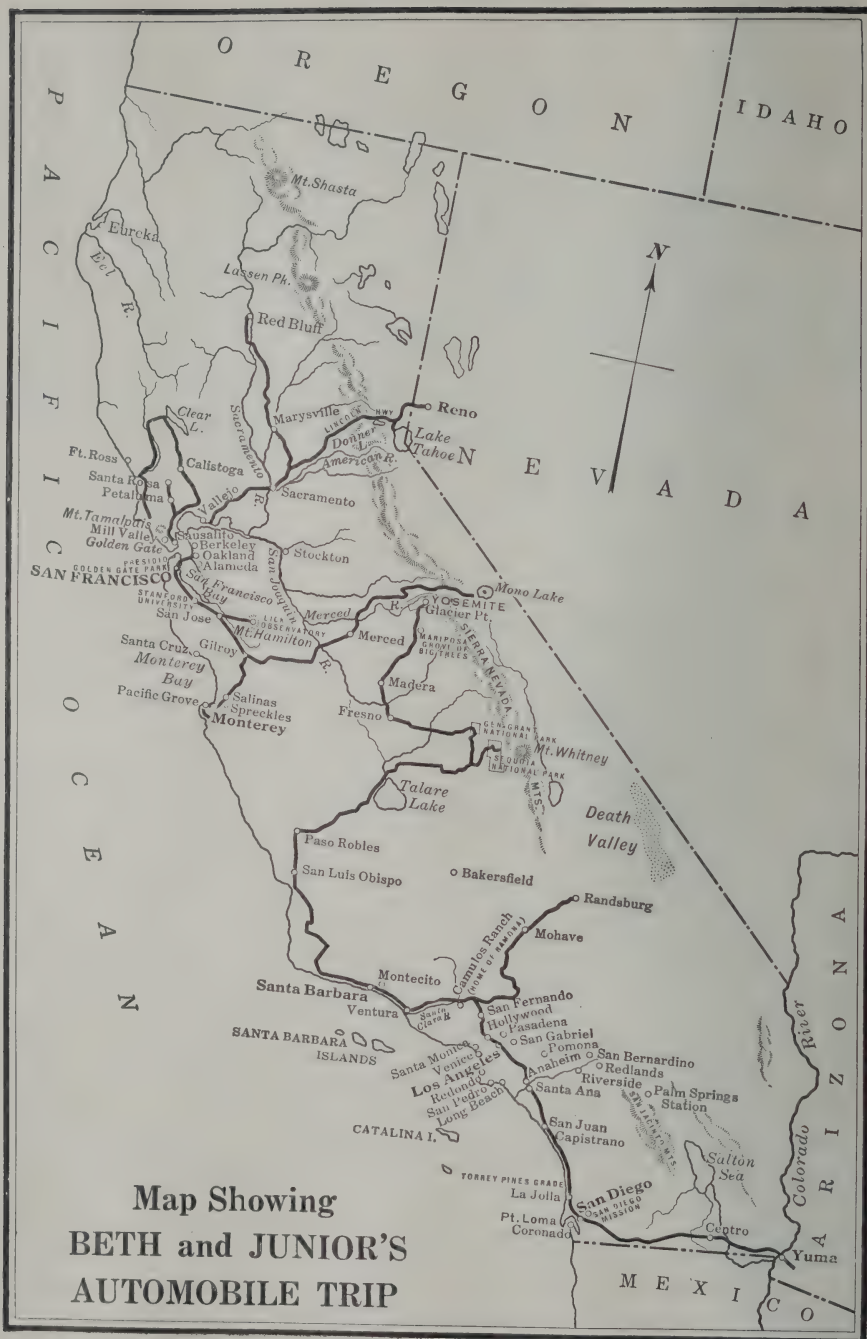 OREGON
IDAHO
PACIFIC OCEAN
NEVADA
N
Mt.Shasta
Eureka
Eel R.
Lassen Pk.
Red Bluff
Clear L.
Sacramento R.
Marysville
LINCOLN HWY
Reno
Donner L.
Lake Tahoe
American R.
Ft.Ross
Calistoga
Santa Rosa
Petaluma
Vallejo
Sacramento
Mt.Tamalpais
Mill Valley
Sausalito
Golden Gate
Berkeley
Oakland
Alameda
Stockton
PRESIDIO
GOLDEN GATE PARK
SAN FRANCISCO
San Francisco Bay
San Joaquin R.
STANFORD UNIVERSITY
San Jose
LICK OBSERVATORY
Mt.Hamilton
Merced R.
YOSEMITE
Glacier Pt.
Mono Lake
Santa Cruz
Gilroy
Merced
MARIPOSA GROVE OF BIG TREES
SIERRA NEVADA MTS.
Monterey Bay
Pacific Grove
Salinas
Spreckles
Monterey
Madera
Fresno
GEN. GRANT NATIONAL PARK
Mt.Whitney
SEQUOIA NATIONAL PARK
Talare Lake
Death Valley
Paso Robles
San Luis Obispo
Bakersfield
Randsburg
Mohave
Camulos Ranch
(HOME OF RAMONA)
Santa Barbara
Montecito
Ventura
Santa Clara R.
San Fernando
Hollywood
Pasadena
San Gabriel
Pomona
SANTA BARBARA ISLANDS
Santa Monica
Venice
Los Angeles
Redondo
San Pedro
Long Beach
Anaheim
San Bernardino
Redlands
Riverside
Santa Ana
Palm Springs Station
SAN JACINTO MTS.
San Juan Capistrano
CATALINA I.
Salton Sea
TORREY PINES GRADE
La Jolla
San Diego
SAN DIEGO MISSION
Pt. Loma
Coronado
Centro
Yuma
Colorado River
ARIZONA
MEXICO
Map Showing
BETH and JUNIOR'S
AUTOMOBILE TRIP